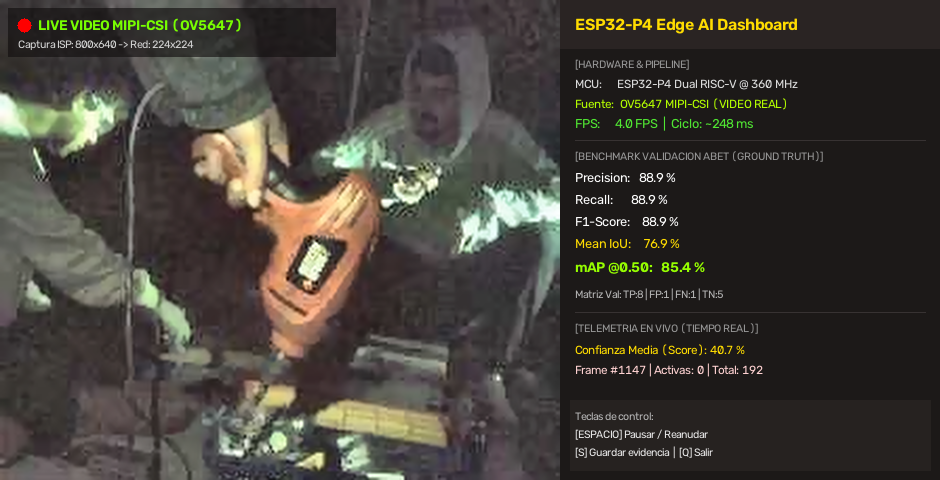 LIVE VIDEO MIPI-CSI (OV5647)
Captura ISP: 800x640 -> Red: 224x224
ESP32-P4 Edge AI Dashboard
[HARDWARE & PIPELINE]
MCU: ESP32-P4 Dual RISC-V @ 360 MHz
Fuente: OV5647 MIPI-CSI (VIDEO REAL)
FPS: 4.0 FPS | Ciclo: ~248 ms
[BENCHMARK VALIDACION ABET (GROUND TRUTH)]
Precision: 88.9 %
Recall: 88.9 %
F1-Score: 88.9 %
Mean IoU: 76.9 %
mAP @0.50: 85.4 %
Matriz Val: TP:8 | FP:1 | FN:1 | TN:5
[TELEMETRIA EN VIVO (TIEMPO REAL)]
Confianza Media (Score): 40.7 %
Frame #1147 | Activas: 0 | Total: 192
Teclas de control:
[ESPACIO] Pausar / Reanudar
[S] Guardar evidencia | [Q] Salir